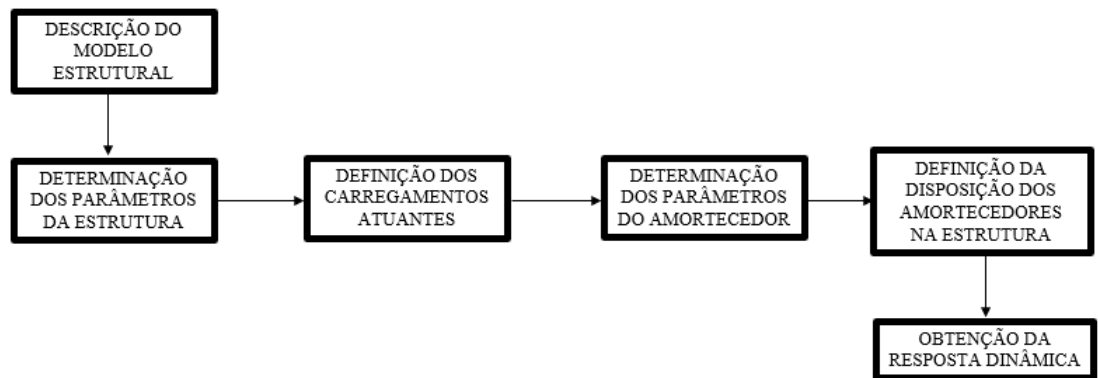 DESCRIÇÃO DO
MODELO
ESTRUTURAL
DETERMINAÇÃO
DOS PARÂMETROS
DA ESTRUTURA
DEFINIÇÃO DOS
CARREGAMENTOS
ATUANTES
DETERMINAÇÃO
DOS PARÂMETROS
DO AMORTECEDOR
DEFINIÇÃO DA
DISPOSIÇÃO DOS
AMORTECEDORES
NA ESTRUTURA
OBTENÇÃO DA
RESPOSTA DINÂMICA